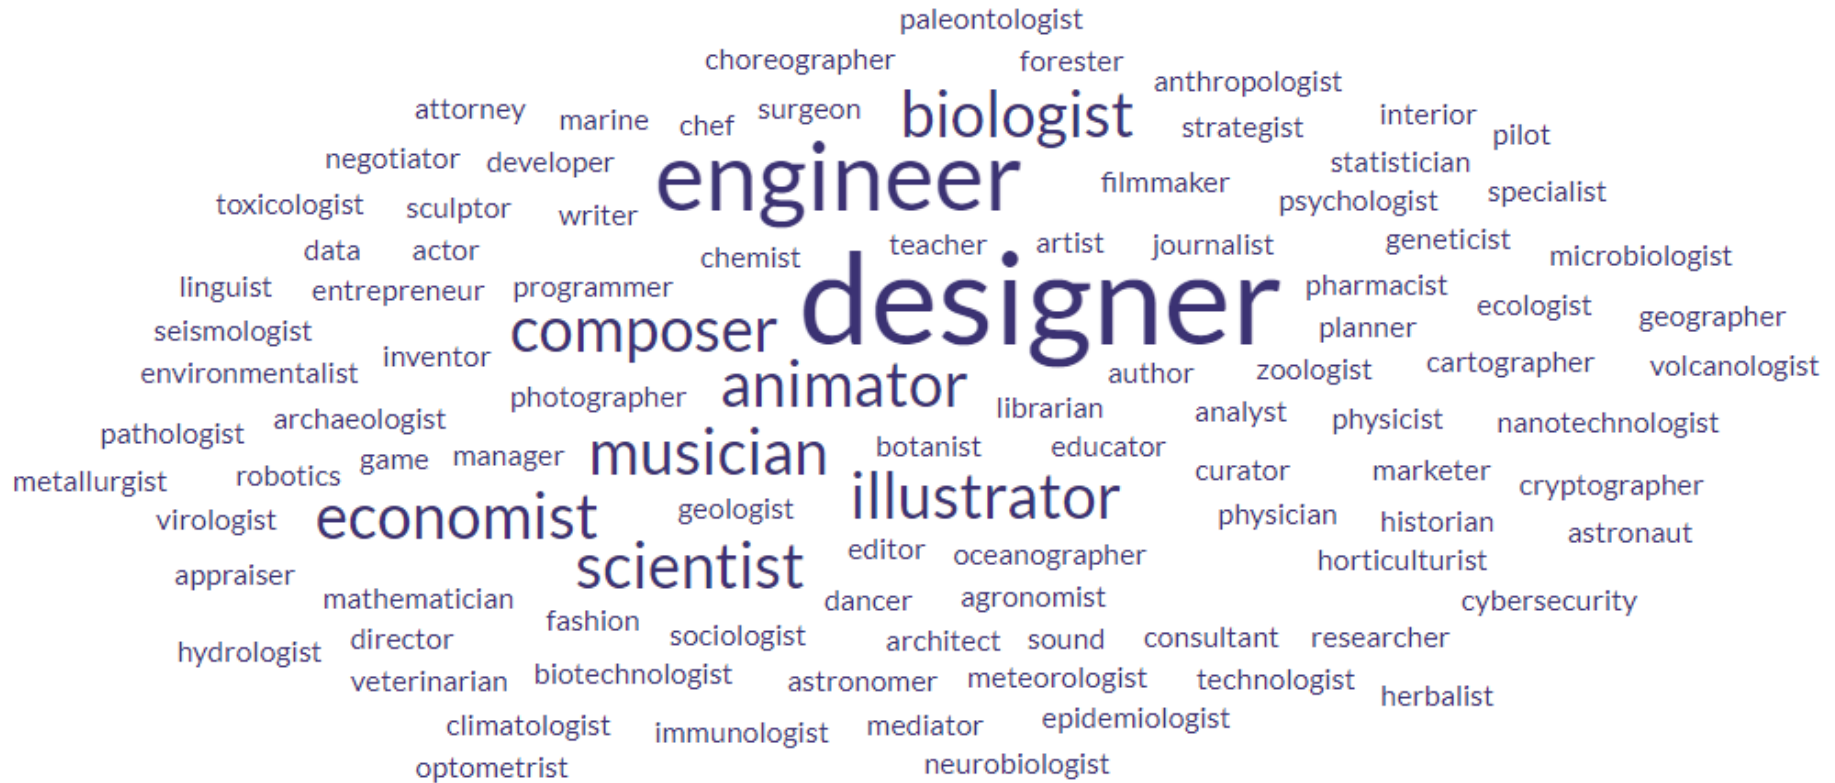 paleontologist
choreographer forester
anthropologist
attorney marine chef surgeon biologist strategist interior pilot
negotiator developer engineer filmmaker statistician
toxicologist sculptor writer psychologist specialist
data actor chemist teacher artist journalist geneticist microbiologist
linguist entrepreneur programmer designer pharmacist ecologist geographer
seismologist composer planner
environmentalist inventor animator author zoologist cartographer volcanologist
photographer librarian analyst physicist nanotechnologist
pathologist archaeologist
metallurgist robotics game manager musician botanist educator curator marketer cryptographer
virologist economist geologist illustrator physician historian astronaut
appraiser scientist editor oceanographer horticulturist
mathematician dancer agronomist cybersecurity
hydrologist director fashion sociologist architect sound consultant researcher
veterinarian biotechnologist astronomer meteorologist technologist herbalist
climatologist immunologist mediator epidemiologist
optometrist neurobiologist